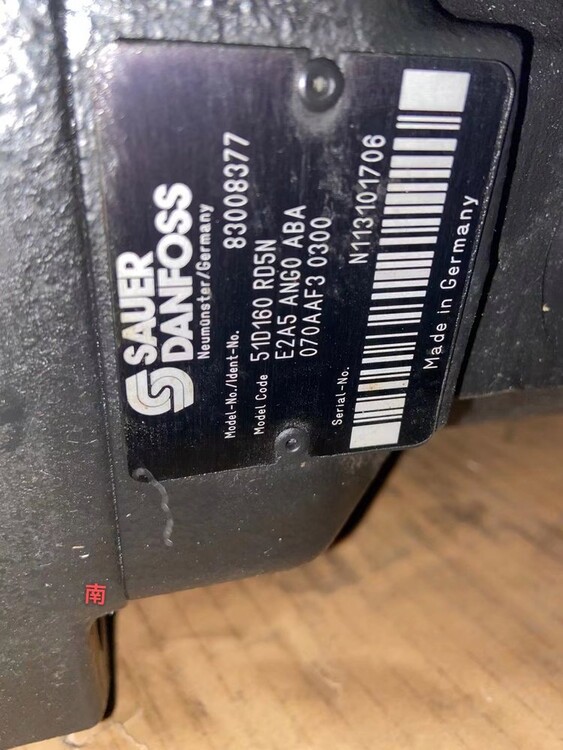 SAUER
DANFOSS
Neumünster/Germany
Model-No./Ident-No.
83008377
Model Code
51D160 RD5N
E2A5 ANG0 ABA
070AAF3 0300
Serial-No.
N113101706
Made in Germany
南